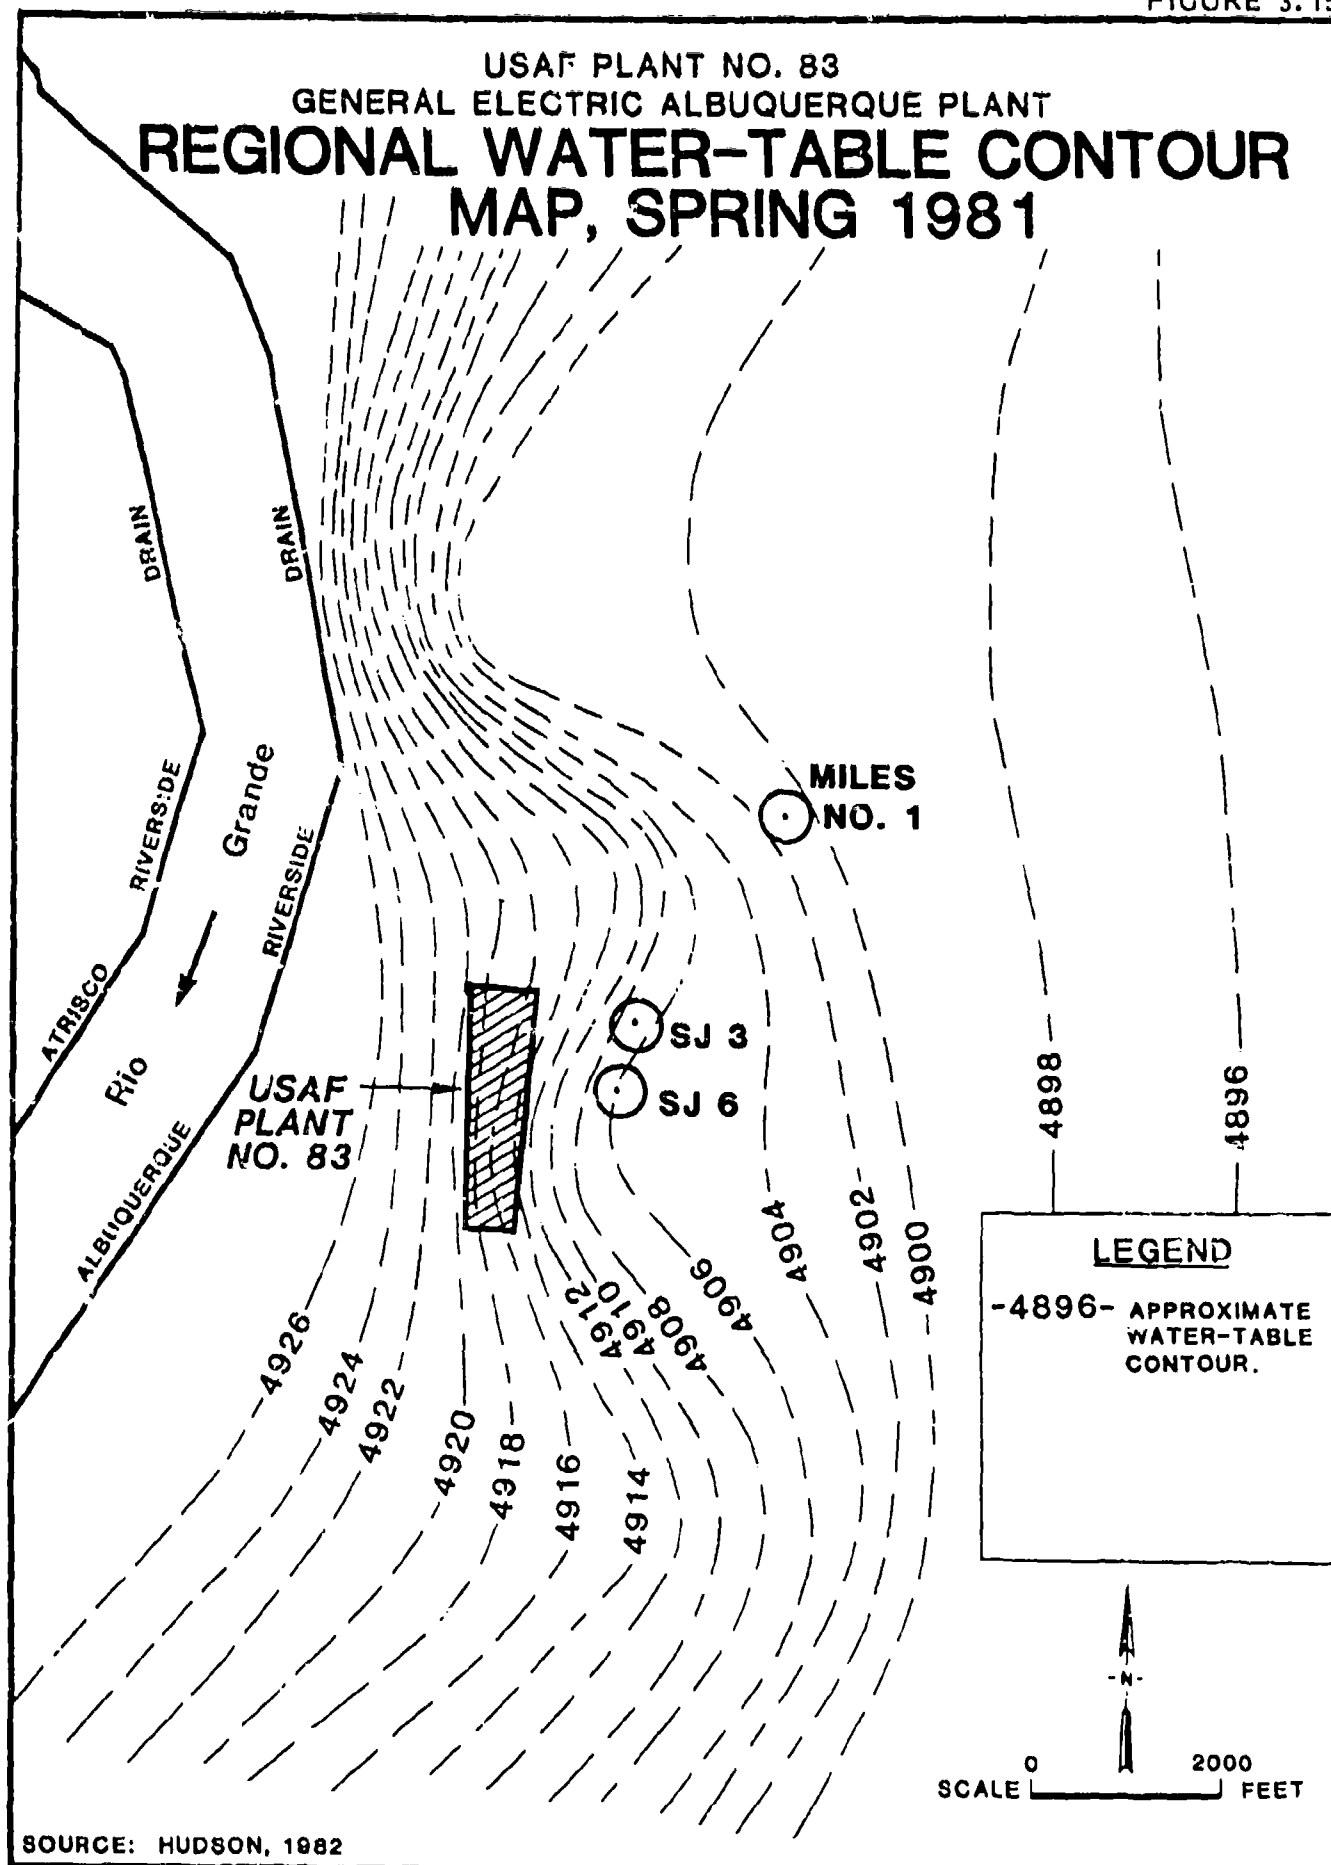 FIGURE 3.15
USAF PLANT NO. 83
GENERAL ELECTRIC ALBUQUERQUE PLANT
REGIONAL WATER-TABLE CONTOUR
MAP, SPRING 1981
DRAIN
DRAIN
RIVERSIDE
Grande
RIVERSIDE
MILES
NO. 1
ATRISCO
Rio
ALBUQUERQUE
USAF
PLANT
NO. 83
SJ 3
SJ 6
4898
4896
4926
4924
4922
4920
4918
4916
4914
4912
4910
4908
4906
4904
4902
4900
LEGEND
-4896- APPROXIMATE
WATER-TABLE
CONTOUR.
-N-
0 2000
SCALE FEET
SOURCE: HUDSON, 1982